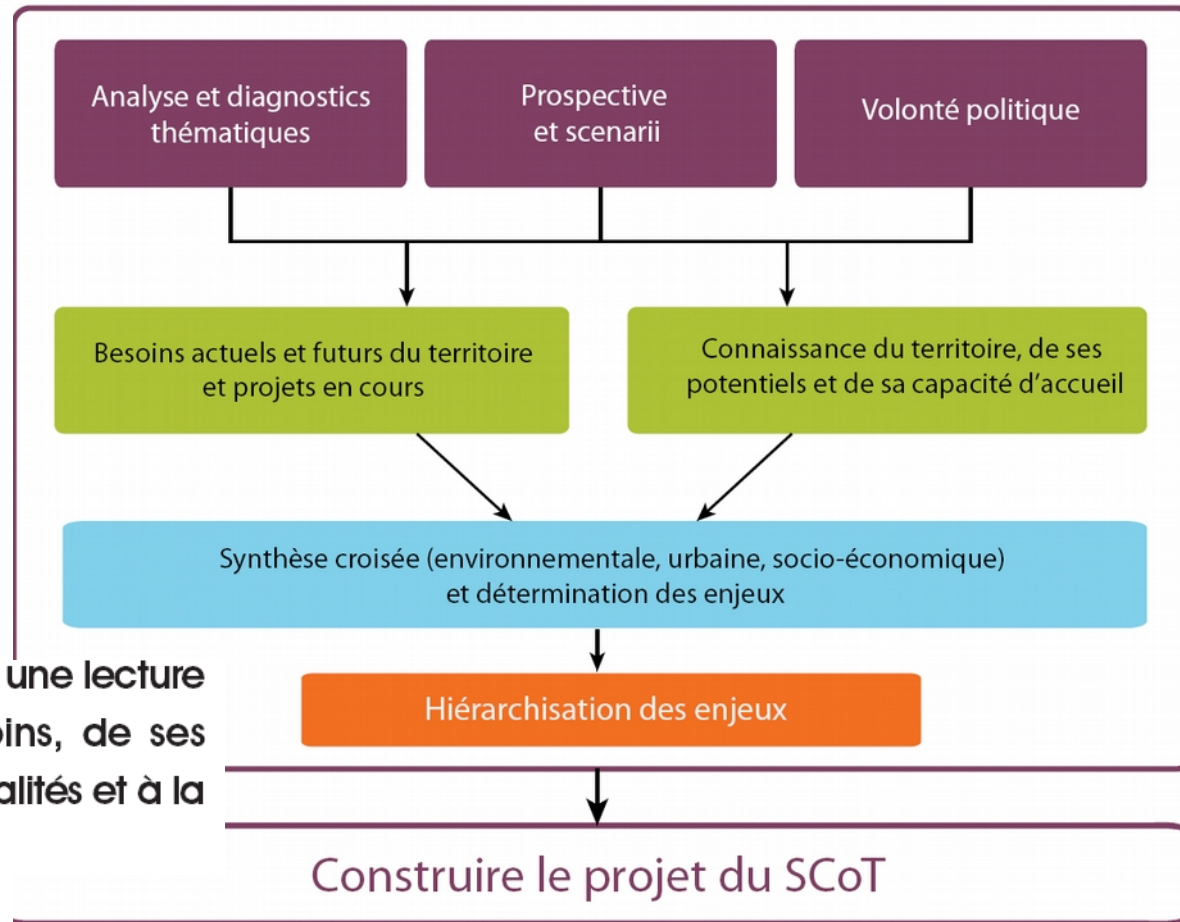 Analyse et diagnostics
thématiques
Prospective
et scenarii
Volonté politique
Besoins actuels et futurs du territoire
et projets en cours
Connaissance du territoire, de ses
potentiels et de sa capacité d'accueil
Synthèse croisée (environnementale, urbaine, socio-économique)
et détermination des enjeux
une lecture
de ses
et à la
Hiérarchisation des enjeux
Construire le projet du SCoT